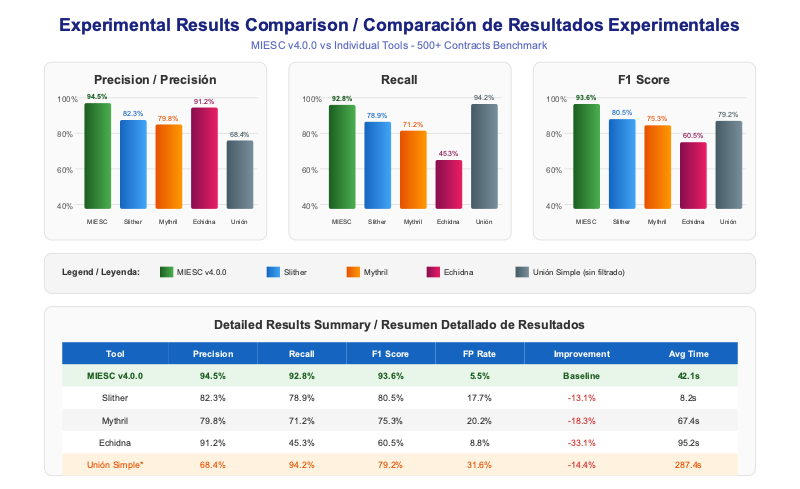 Experimental Results Comparison / Comparación de Resultados Experimentales
MIESC v4.0.0 vs Individual Tools - 500+ Contracts Benchmark
Precision / Precisión
100%
80%
60%
40%
94.5%
82.3%
79.8%
91.2%
68.4%
MIESC Slither Mythril Echidna Unión
Recall
100%
80%
60%
40%
92.8%
78.9%
71.2%
45.3%
94.2%
MIESC Slither Mythril Echidna Unión
F1 Score
100%
80%
60%
40%
93.6%
80.5%
75.3%
60.5%
79.2%
MIESC Slither Mythril Echidna Unión
Legend / Leyenda: MIESC v4.0.0 Slither Mythril Echidna Unión Simple (sin filtrado)
Detailed Results Summary / Resumen Detallado de Resultados
Tool Precision Recall F1 Score FP Rate Improvement Avg Time
MIESC v4.0.0 94.5% 92.8% 93.6% 5.5% Baseline 42.1s
Slither 82.3% 78.9% 80.5% 17.7% -13.1% 8.2s
Mythril 79.8% 71.2% 75.3% 20.2% -18.3% 67.4s
Echidna 91.2% 45.3% 60.5% 8.8% -33.1% 95.2s
Unión Simple* 68.4% 94.2% 79.2% 31.6% -14.4% 287.4s